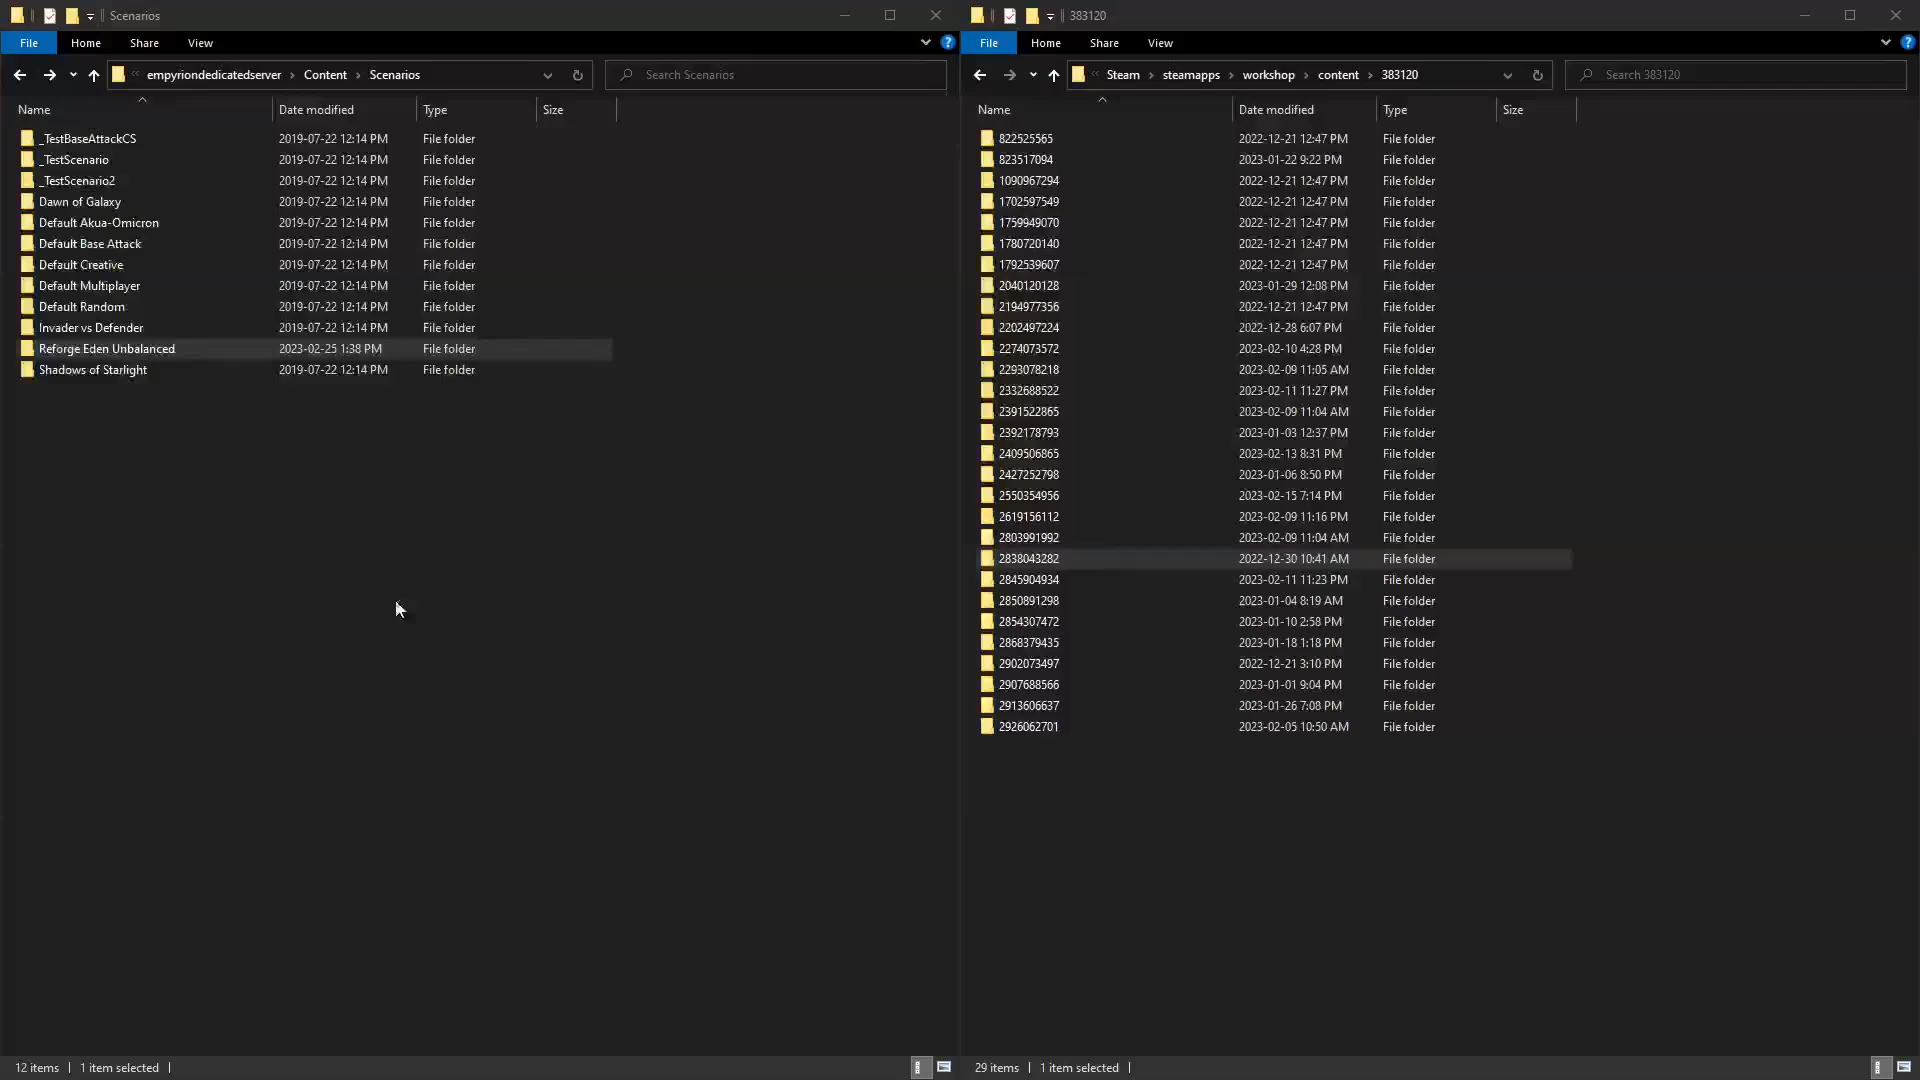 Scenarios
File Home Share View
empyriondedicatedserver Content Scenarios
Search Scenarios
Name Date modified Type Size
_TestBaseAttackCS 2019-07-22 12:14 PM File folder
_TestScenario 2019-07-22 12:14 PM File folder
_TestScenario2 2019-07-22 12:14 PM File folder
Dawn of Galaxy 2019-07-22 12:14 PM File folder
Default Akua-Omicron 2019-07-22 12:14 PM File folder
Default Base Attack 2019-07-22 12:14 PM File folder
Default Creative 2019-07-22 12:14 PM File folder
Default Multiplayer 2019-07-22 12:14 PM File folder
Default Random 2019-07-22 12:14 PM File folder
Invader vs Defender 2019-07-22 12:14 PM File folder
Reforge Eden Unbalanced 2023-02-25 1:38 PM File folder
Shadows of Starlight 2019-07-22 12:14 PM File folder
12 items 1 item selected
383120
File Home Share View
Steam steamapps workshop content 383120
Search 383120
Name Date modified Type Size
822525565 2022-12-21 12:47 PM File folder
823517094 2023-01-22 9:22 PM File folder
1090967294 2022-12-21 12:47 PM File folder
1702597549 2022-12-21 12:47 PM File folder
1759949070 2022-12-21 12:47 PM File folder
1780720140 2022-12-21 12:47 PM File folder
1792539607 2022-12-21 12:47 PM File folder
2040120128 2023-01-29 12:08 PM File folder
2194977356 2022-12-21 12:47 PM File folder
2202497224 2022-12-28 6:07 PM File folder
2274073572 2023-02-10 4:28 PM File folder
2293078218 2023-02-09 11:05 AM File folder
2332688522 2023-02-11 11:27 PM File folder
2391522865 2023-02-09 11:04 AM File folder
2392178793 2023-01-03 12:37 PM File folder
2409506865 2023-02-13 8:31 PM File folder
2427252798 2023-01-06 8:50 PM File folder
2550354956 2023-02-15 7:14 PM File folder
2619156112 2023-02-09 11:16 PM File folder
2803991992 2023-02-09 11:04 AM File folder
2838043282 2022-12-30 10:41 AM File folder
2845904934 2023-02-11 11:23 PM File folder
2850891298 2023-01-04 8:19 AM File folder
2854307472 2023-01-10 2:58 PM File folder
2868379435 2023-01-18 1:18 PM File folder
2902073497 2022-12-21 3:10 PM File folder
2907688566 2023-01-01 9:04 PM File folder
2913606637 2023-01-26 7:08 PM File folder
2926062701 2023-02-05 10:50 AM File folder
29 items 1 item selected